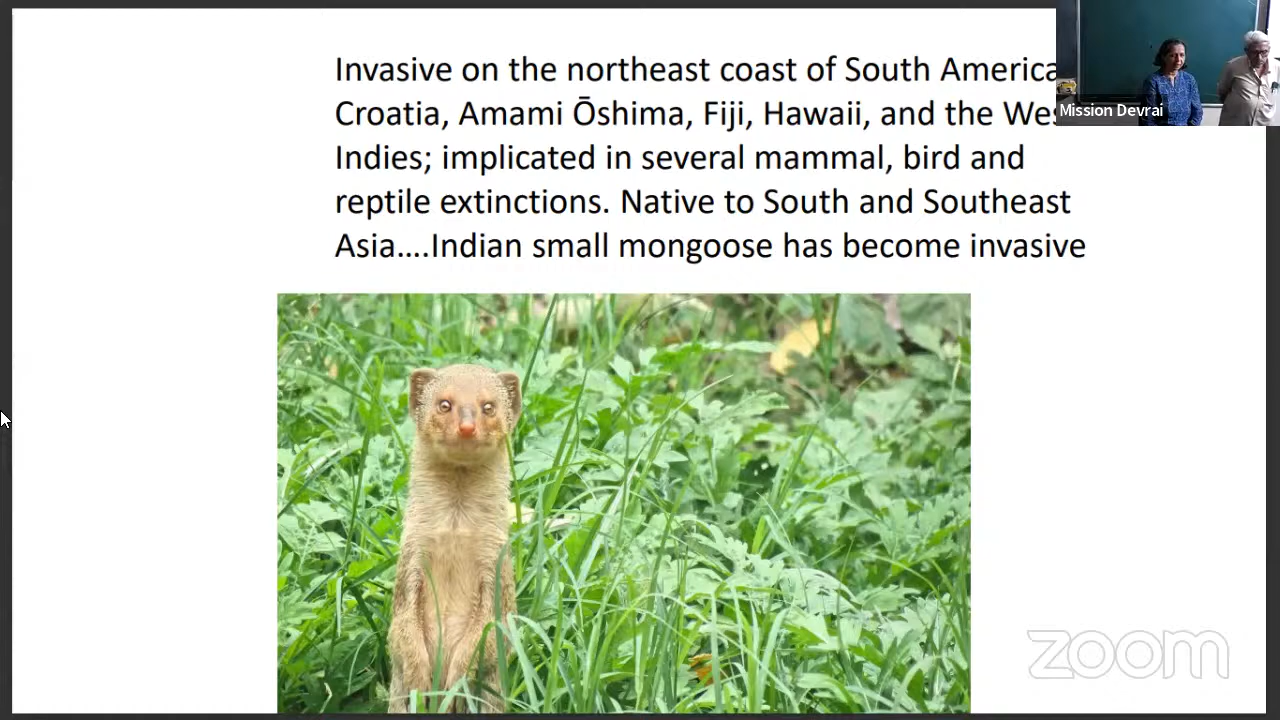 Invasive on the northeast coast of South America
Croatia, Amami Ōshima, Fiji, Hawaii, and the
Indies; implicated in several mammal, bird and
reptile extinctions. Native to South and Southeast
Asia....Indian small mongoose has become invasive
Mission Devrai
zoom